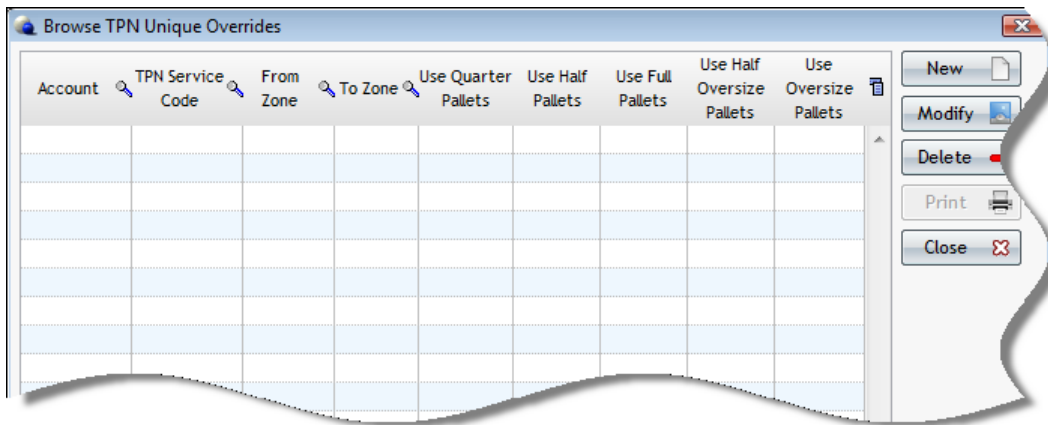 Browse TPN Unique Overrides
Account
TPN Service
Code
From
Zone
To Zone
Use Quarter
Pallets
Use Half
Pallets
Use Full
Pallets
Use Half
Oversize
Pallets
Use
Oversize
Pallets
New
Modify
Delete
Print
Close